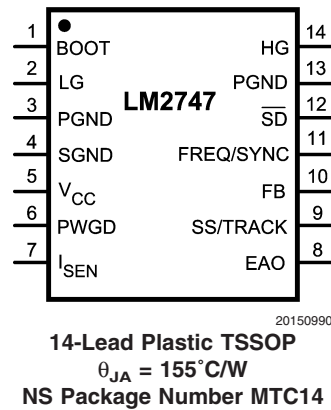 1 BOOT HG 14
2 LG PGND 13
LM2747
3 PGND S̅D̅ 12
4 SGND FREQ/SYNC 11
5 VCC FB 10
6 PWGD SS/TRACK 9
7 ISEN EAO 8
20150990
14-Lead Plastic TSSOP
θJA = 155˚C/W
NS Package Number MTC14